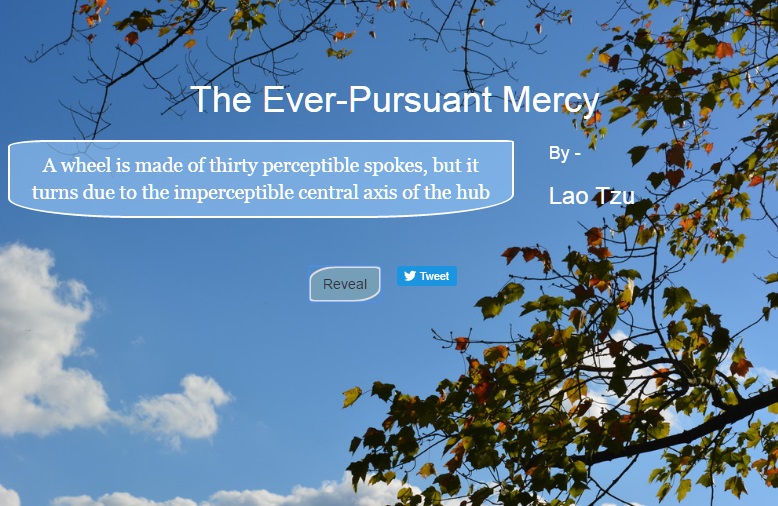 The Ever-Pursuant Mercy
A wheel is made of thirty perceptible spokes, but it
turns due to the imperceptible central axis of the hub
By -
Lao Tzu
Reveal
Tweet